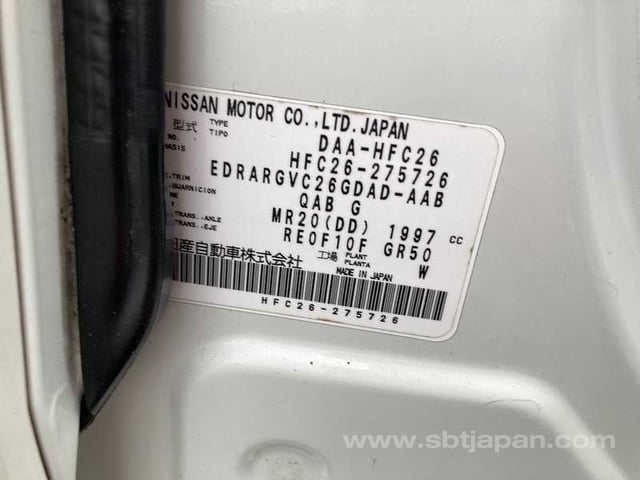 NISSAN MOTOR CO.,LTD.JAPAN
型式 TYPE TIPO DAA-HFC26
HFC26-275726
TRIM GUARNICION EDRARGVC26GDAD-AAB
QAB G
TRANS.AXLE MR20(DD) 1997 cc
TRANS.EJE RE0F10F GR50
日産自動車株式会社 工場 PLANT PLANTA W
MADE IN JAPAN
HFC26-275726
www.sbtjapan.com